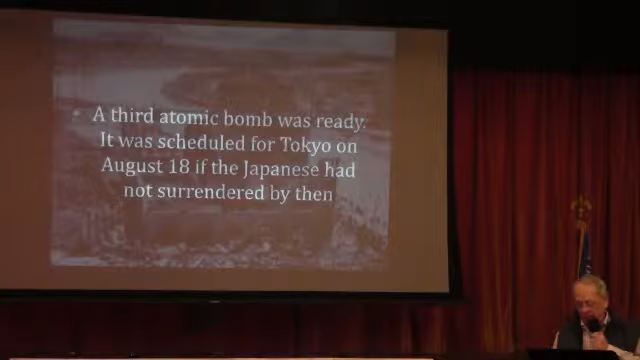 A third atomic bomb was ready.
It was scheduled for Tokyo on
August 18 if the Japanese had
not surrendered by then